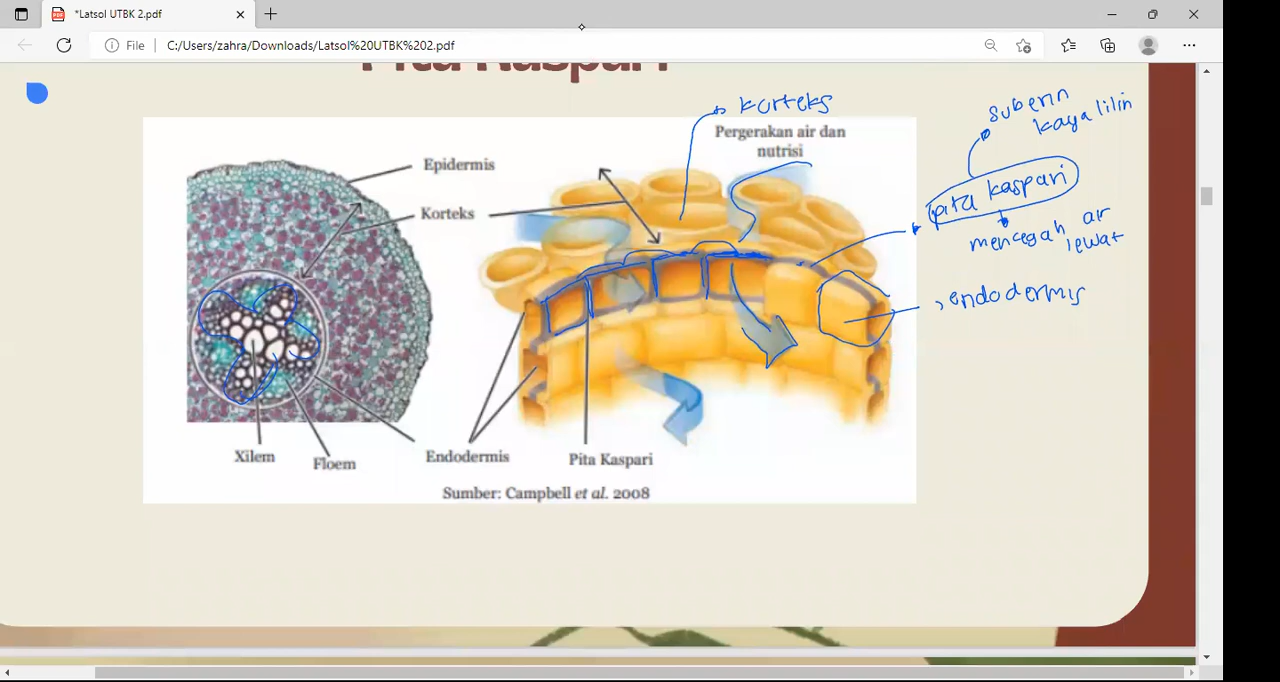 *Latsol UTBK 2.pdf
File
C:/Users/zahra/Downloads/Latsol%20UTBK%202.pdf
Pita Kaspari
korteks
suberin
kaya lilin
Pergerakan air dan
nutrisi
Epidermis
Korteks
pita kaspari
mencegah air
lewat
endodermis
Xilem
Floem
Endodermis
Pita Kaspari
Sumber: Campbell et al. 2008